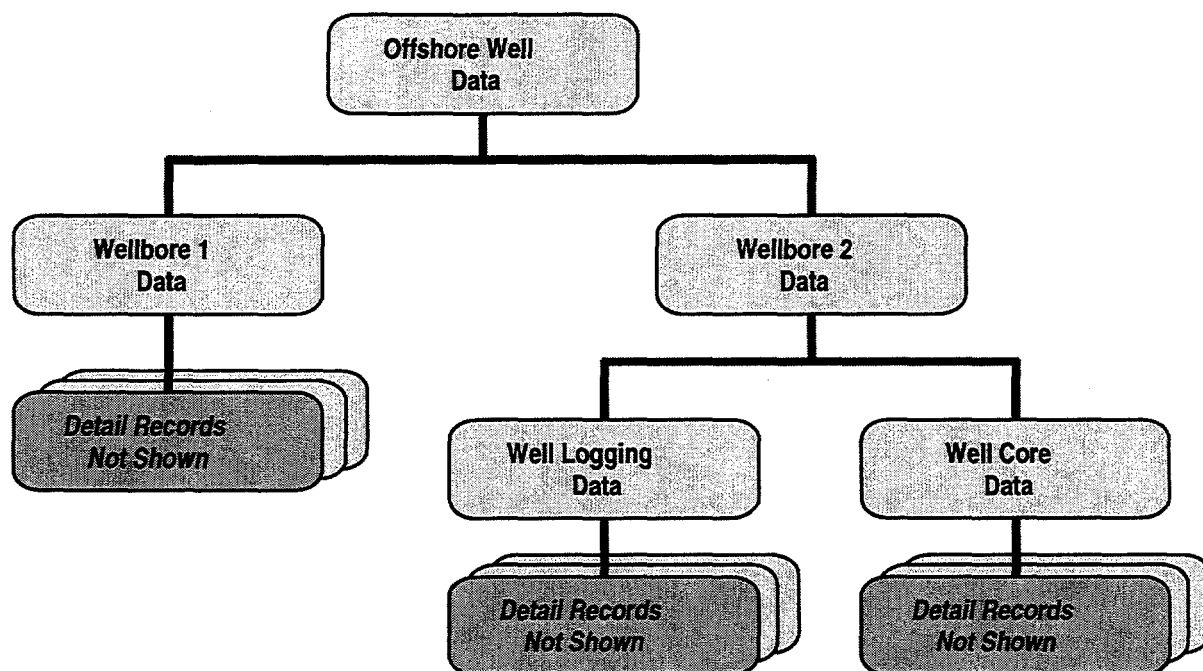 Offshore Well
Data
Wellbore 1
Data
Wellbore 2
Data
Detail Records
Not Shown
Well Logging
Data
Well Core
Data
Detail Records
Not Shown
Detail Records
Not Shown